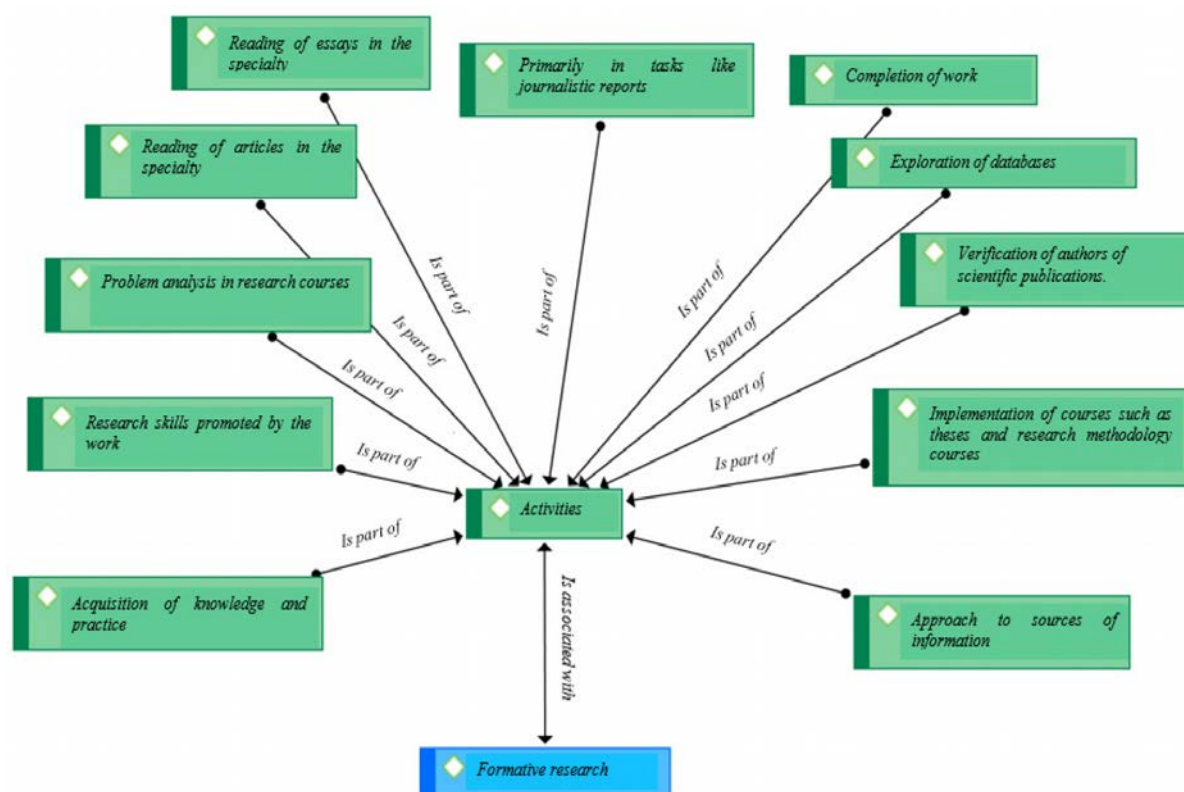 Reading of essays in the
specialty
Primarily in tasks like
journalistic reports
Completion of work
Reading of articles in the
specialty
Exploration of databases
Problem analysis in research courses
Verification of authors of
scientific publications.
Is part of
Is part of
Is part of
Is part of
Is part of
Is part of
Is part of
Research skills promoted by the
work
Implementation of courses such as
theses and research methodology
courses
Is part of
Is part of
Activities
Is part of
Is part of
Acquisition of knowledge and
practice
Approach to sources of
information
Is associated with
Formative research